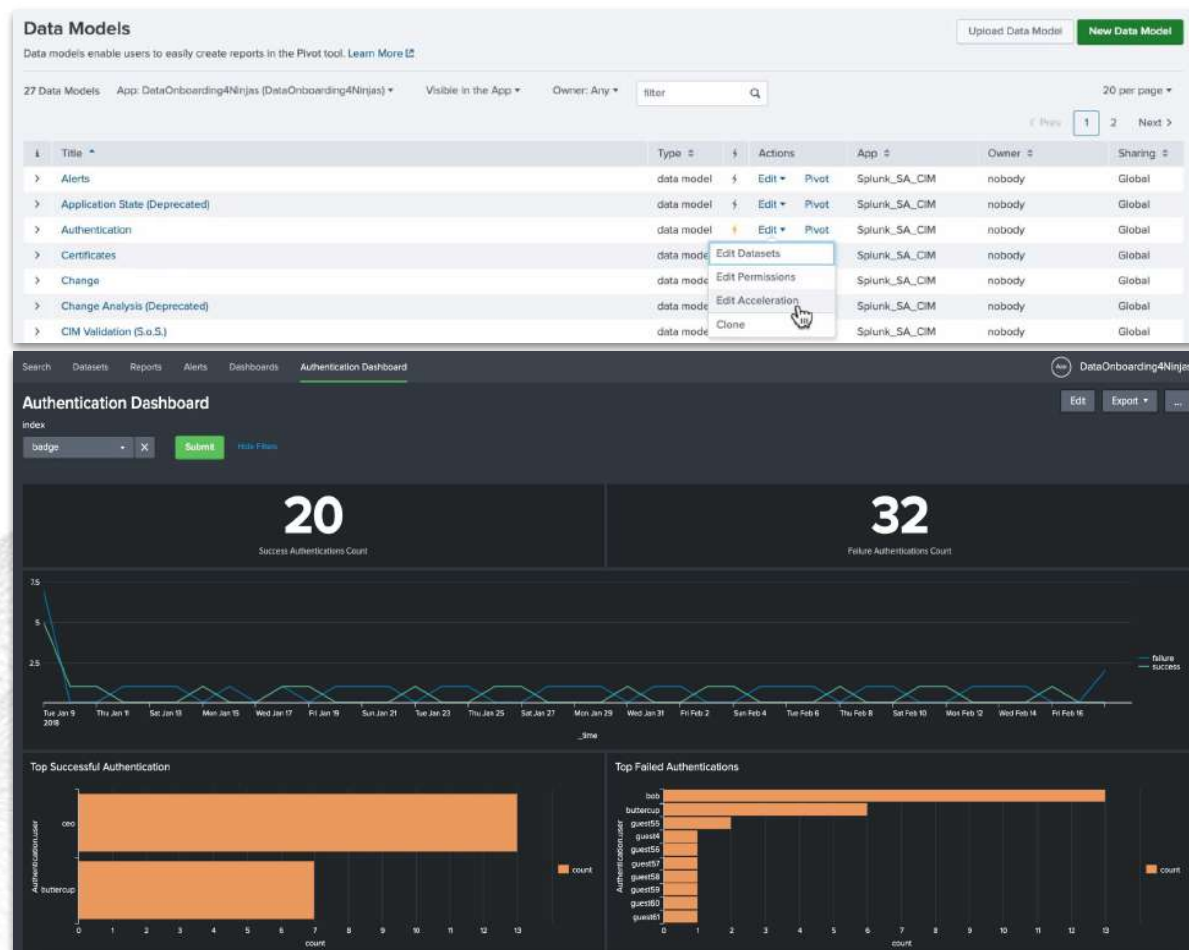 Data Models
Upload Data Model New Data Model
Data models enable users to easily create reports in the Pivot tool. Learn More
27 Data Models App: DataOnboarding4Ninjas (DataOnboarding4Ninjas) Visible in the App Owner: Any filter 20 per page
< Prev 1 2 Next >
i Title Type Actions App Owner Sharing
> Alerts data model Edit Pivot Splunk_SA_CIM nobody Global
> Application State (Deprecated) data model Edit Pivot Splunk_SA_CIM nobody Global
> Authentication data model Edit Pivot Splunk_SA_CIM nobody Global
> Certificates data mode Edit Datasets Splunk_SA_CIM nobody Global
> Change data mode Edit Permissions Splunk_SA_CIM nobody Global
> Change Analysis (Deprecated) data mode Edit Acceleration Splunk_SA_CIM nobody Global
> CIM Validation (S.o.S.) data mode Clone Splunk_SA_CIM nobody Global
Search Datasets Reports Alerts Dashboards Authentication Dashboard App DataOnboarding4Ninjas
Authentication Dashboard
Edit Export ...
index
badge X Submit Hide Filters
20
Success Authentications Count
32
Failure Authentications Count
7.5
5
2.5
failure
success
Tue Jan 9 Thu Jan 11 Sat Jan 13 Mon Jan 15 Wed Jan 17 Fri Jan 19 Sun Jan 21 Tue Jan 23 Thu Jan 25 Sat Jan 27 Mon Jan 29 Wed Jan 31 Fri Feb 2 Sun Feb 4 Tue Feb 6 Thu Feb 8 Sat Feb 10 Mon Feb 12 Wed Feb 14 Fri Feb 16
2018
_time
Top Successful Authentication
Authentication.user
ceo
buttercup
count
0 1 2 3 4 5 6 7 8 9 10 11 12 13
count
Top Failed Authentications
Authentication.user
bob
buttercup
guest55
guest4
guest56
guest57
guest58
guest59
guest60
guest61
count
0 1 2 3 4 5 6 7 8 9 10 11 12 13
count